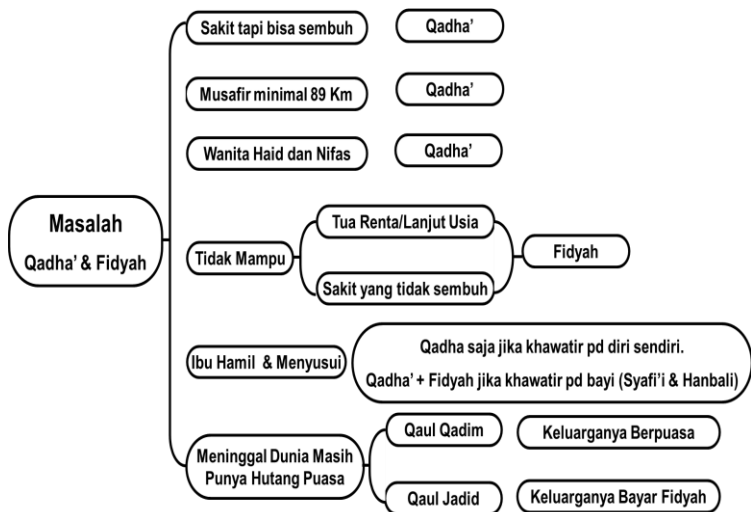 Masalah
Qadha' & Fidyah
Sakit tapi bisa sembuh
Qadha'
Musafir minimal 89 Km
Qadha'
Wanita Haid dan Nifas
Qadha'
Tidak Mampu
Tua Renta/Lanjut Usia
Sakit yang tidak sembuh
Fidyah
Ibu Hamil & Menyusui
Qadha saja jika khawatir pd diri sendiri.
Qadha' + Fidyah jika khawatir pd bayi (Syafi'i & Hanbali)
Meninggal Dunia Masih
Punya Hutang Puasa
Qaul Qadim
Keluarganya Berpuasa
Qaul Jadid
Keluarganya Bayar Fidyah